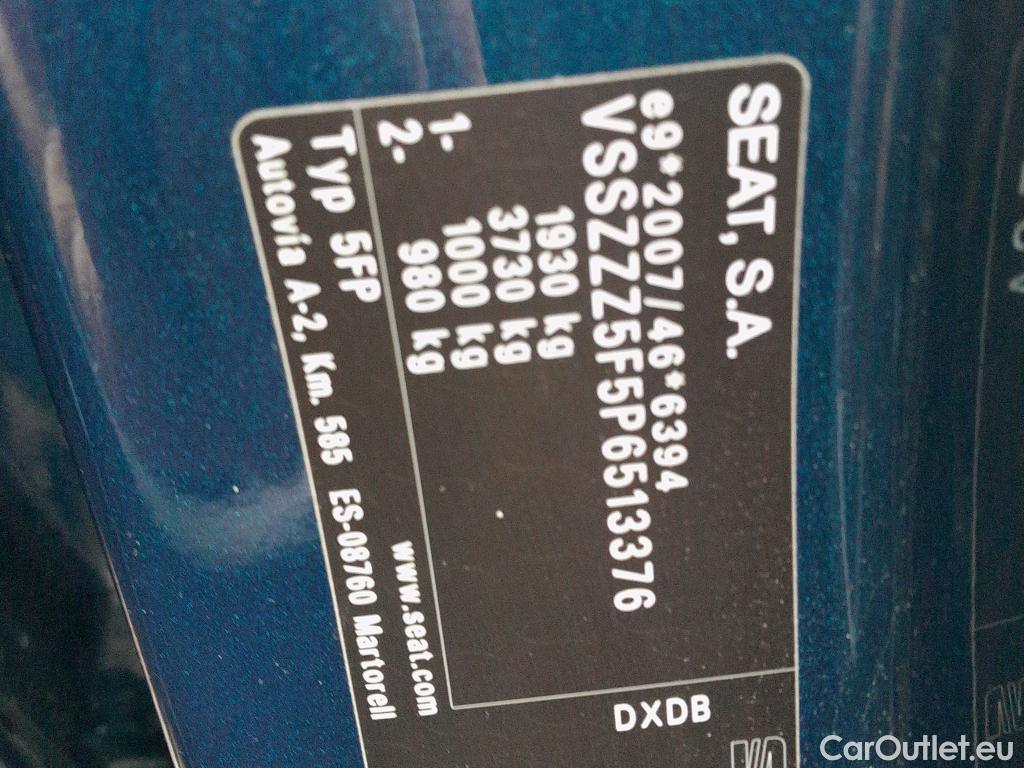 SEAT, S.A.
e9*2007/46*6394
VSSZZZ5F5P6513376
1930 kg
3730 kg
1- 1000 kg
2- 980 kg
Typ 5FP
www.seat.com
Autovía A-2, Km. 585 ES-08760 Martorell
DXDB
CarOutlet.eu